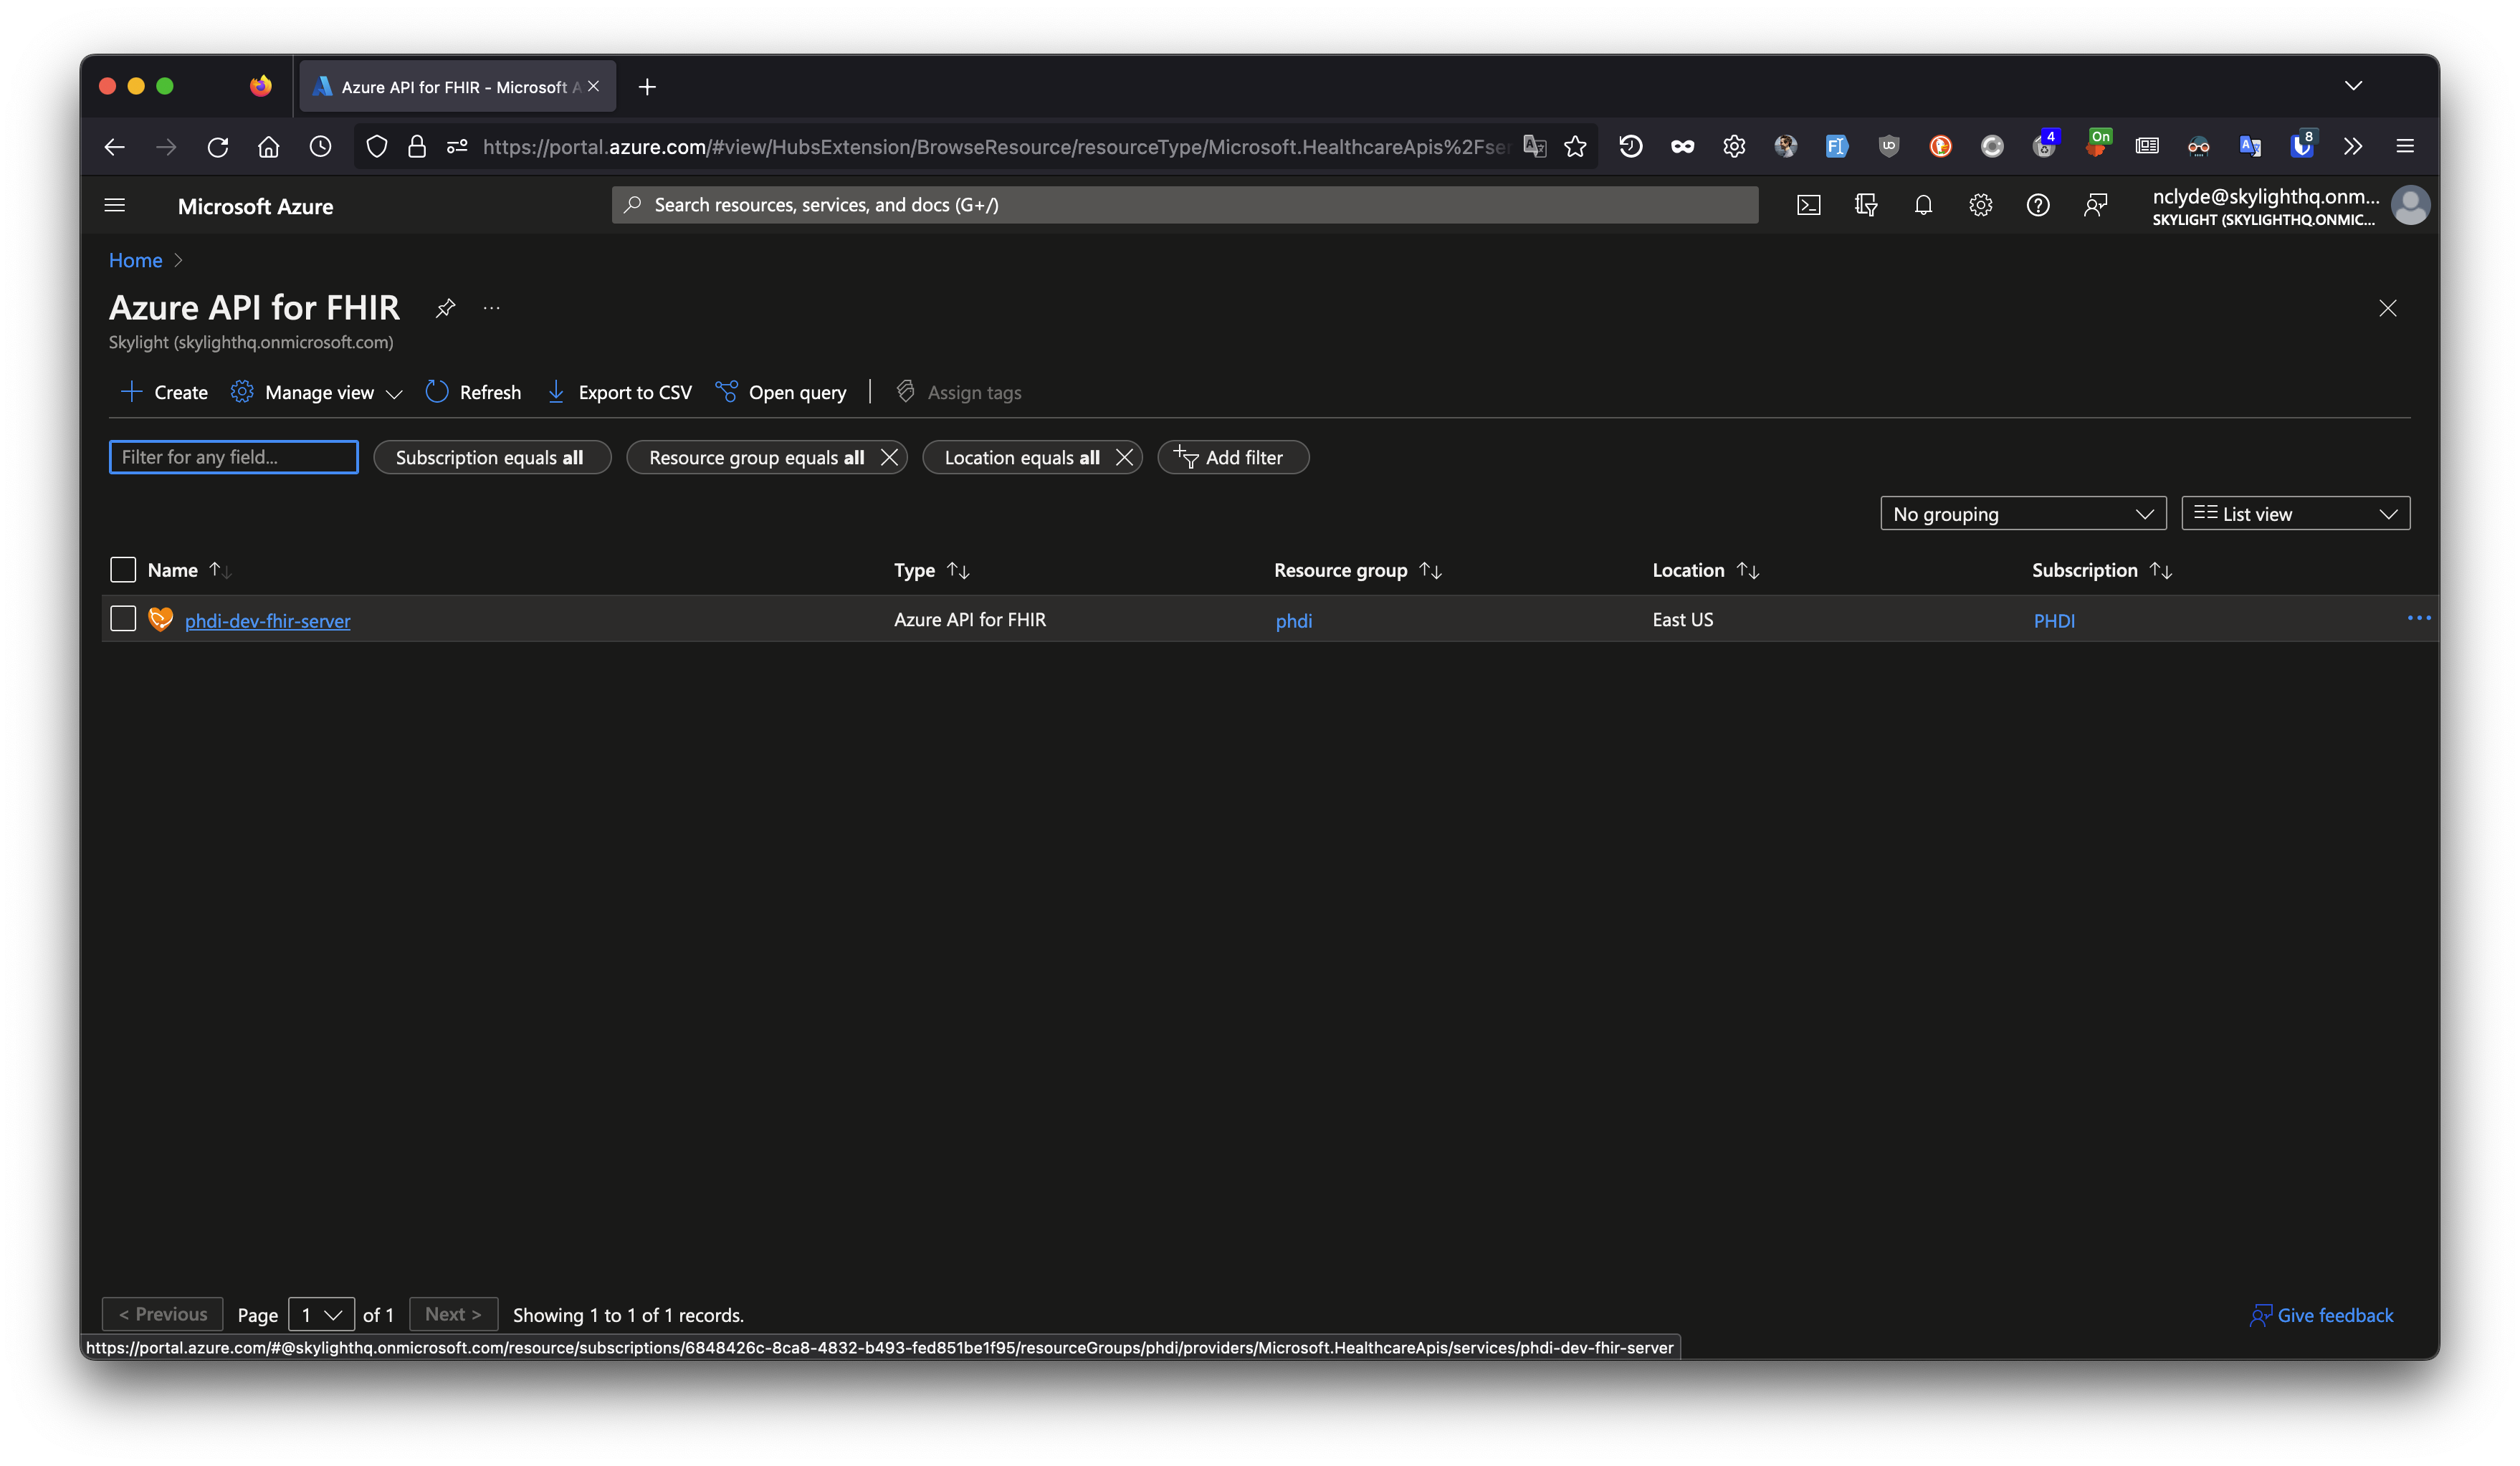 Azure API for FHIR - Microsoft A
https://portal.azure.com/#view/HubsExtension/BrowseResource/resourceType/Microsoft.HealthcareApis%2Fser
4
On
8
Microsoft Azure
Search resources, services, and docs (G+/)
nclyde@skylighthq.onm...
SKYLIGHT (SKYLIGHTHQ.ONMIC...
Home
Azure API for FHIR
Skylight (skylighthq.onmicrosoft.com)
Create Manage view Refresh Export to CSV Open query Assign tags
Filter for any field... Subscription equals all Resource group equals all Location equals all Add filter
No grouping List view
Name Type Resource group Location Subscription
phdi-dev-fhir-server Azure API for FHIR phdi East US PHDI
< Previous Page 1 of 1 Next > Showing 1 to 1 of 1 records. Give feedback
https://portal.azure.com/#@skylighthq.onmicrosoft.com/resource/subscriptions/6848426c-8ca8-4832-b493-fed851be1f95/resourceGroups/phdi/providers/Microsoft.HealthcareApis/services/phdi-dev-fhir-server